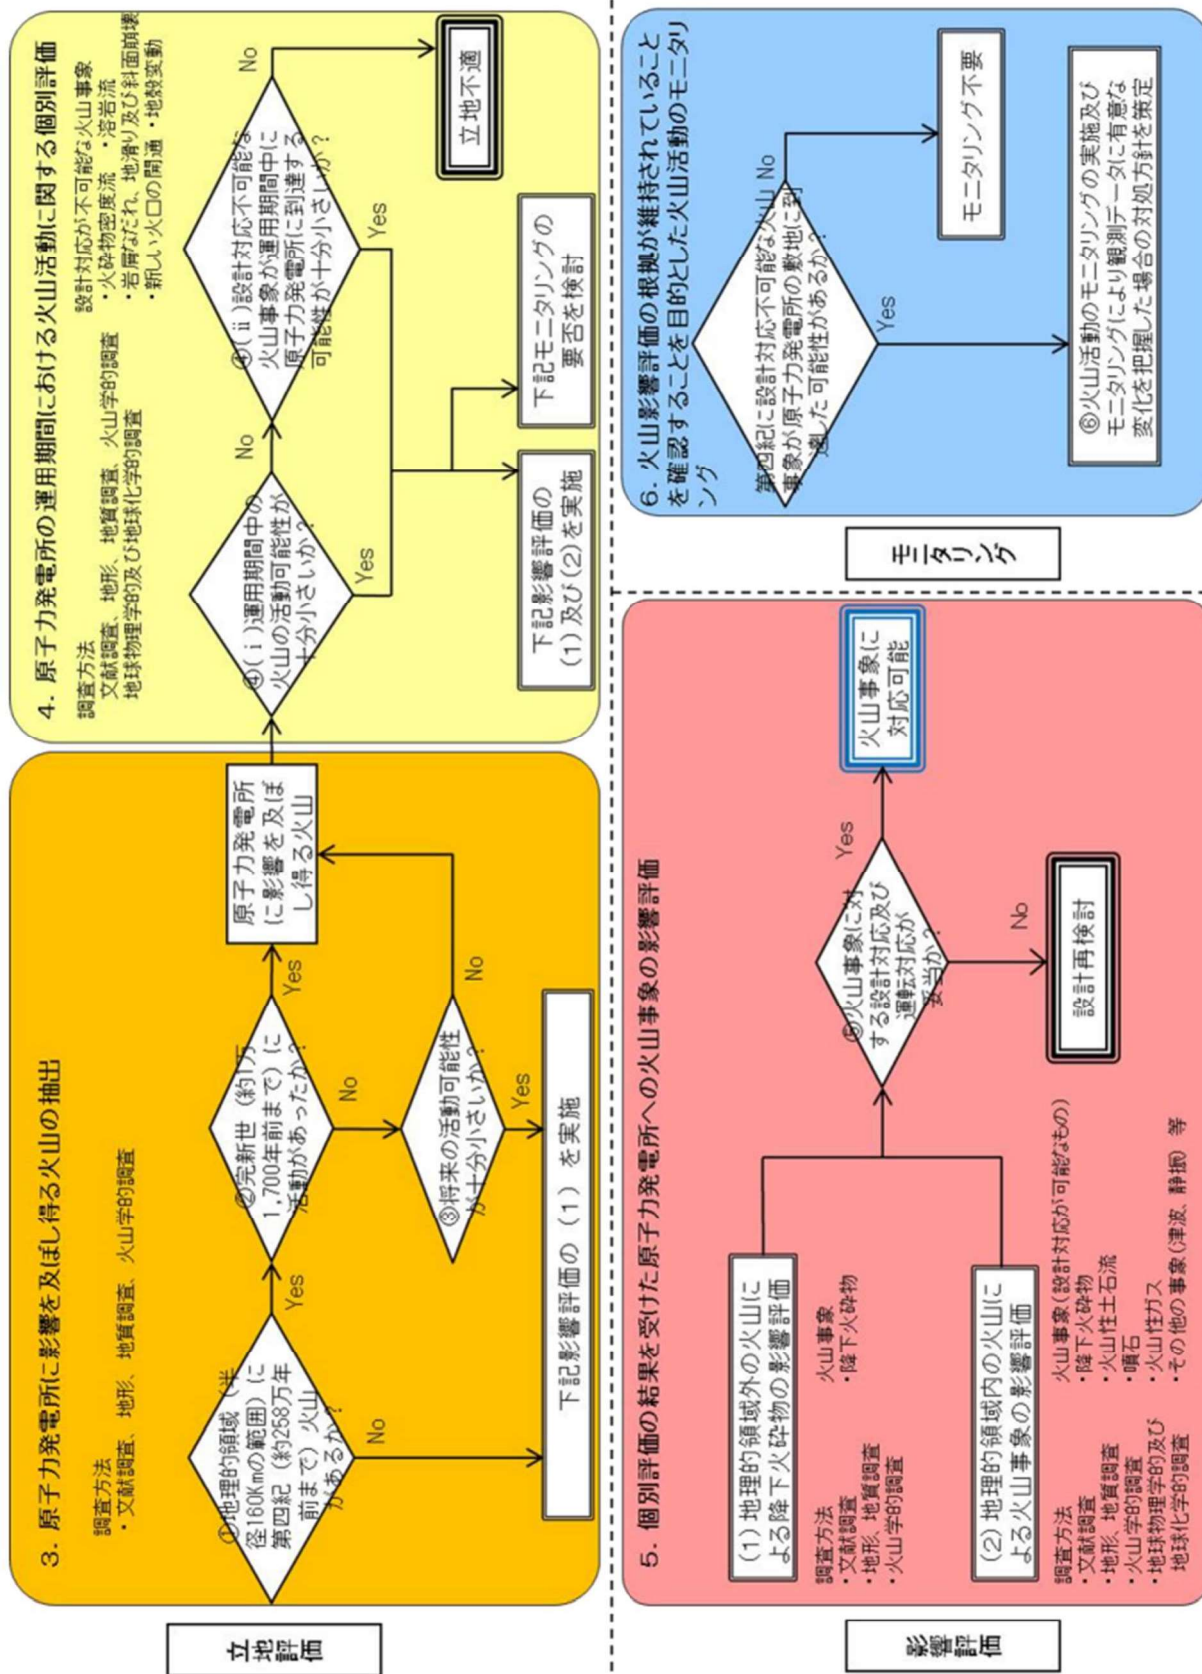 立地評価
3. 原子力発電所に影響を及ぼし得る火山の抽出
調査方法
・文献調査、地形、地質調査、火山学的調査
①地理的領域（半
径160Kmの範囲）に
第四紀（約258万年
前まで）火山
があるか？
Yes
No
②完新世（約1万
1,700年前まで）に
活動があったか？
Yes
No
③将来の活動可能性
が十分小さいか？
No
Yes
原子力発電所
に影響を及ぼ
し得る火山
下記影響評価の（1）を実施
4. 原子力発電所の運用期間における火山活動に関する個別評価
調査方法
文献調査、地形、地質調査、火山学的調査
地球物理学的及び地球化学的調査
設計対応が不可能な火山事象
・火砕物密度流 ・溶岩流
・岩屑なだれ、地滑り及び斜面崩壊
・新しい火口の開通 ・地殻変動
④(ⅰ)運用期間中の
火山の活動可能性が
十分小さいか？
No
Yes
④(ⅱ)設計対応不可能な
火山事象が運用期間中に
原子力発電所に到達する
可能性が十分小さいか？
No
Yes
立地不適
下記影響評価の
(1)及び(2)を実施
下記モニタリングの
要否を検討
影響評価
5. 個別評価の結果を受けた原子力発電所への火山事象の影響評価
(1)地理的領域外の火山に
よる降下火砕物の影響評価
調査方法
・文献調査
・地形、地質調査
・火山学的調査
火山事象
・降下火砕物
(2)地理的領域内の火山に
よる火山事象の影響評価
調査方法
・文献調査
・地形、地質調査
・火山学的調査
・地球物理学的及び
地球化学的調査
火山事象(設計対応が可能なもの)
・降下火砕物
・火山性土石流
・噴石
・火山性ガス
・その他の事象(津波、静振) 等
⑤火山事象に対
する設計対応及び
運転対応が
妥当か？
Yes
No
火山事象に
対応可能
設計再検討
モニタリング
6. 火山影響評価の根拠が維持されていること
を確認することを目的とした火山活動のモニタリ
ング
第四紀に設計対応不可能な火山
事象が原子力発電所の敷地に到
達した可能性があるか？
No
Yes
モニタリング不要
⑥火山活動のモニタリングの実施及び
モニタリングにより観測データに有意な
変化を把握した場合の対処方針を策定